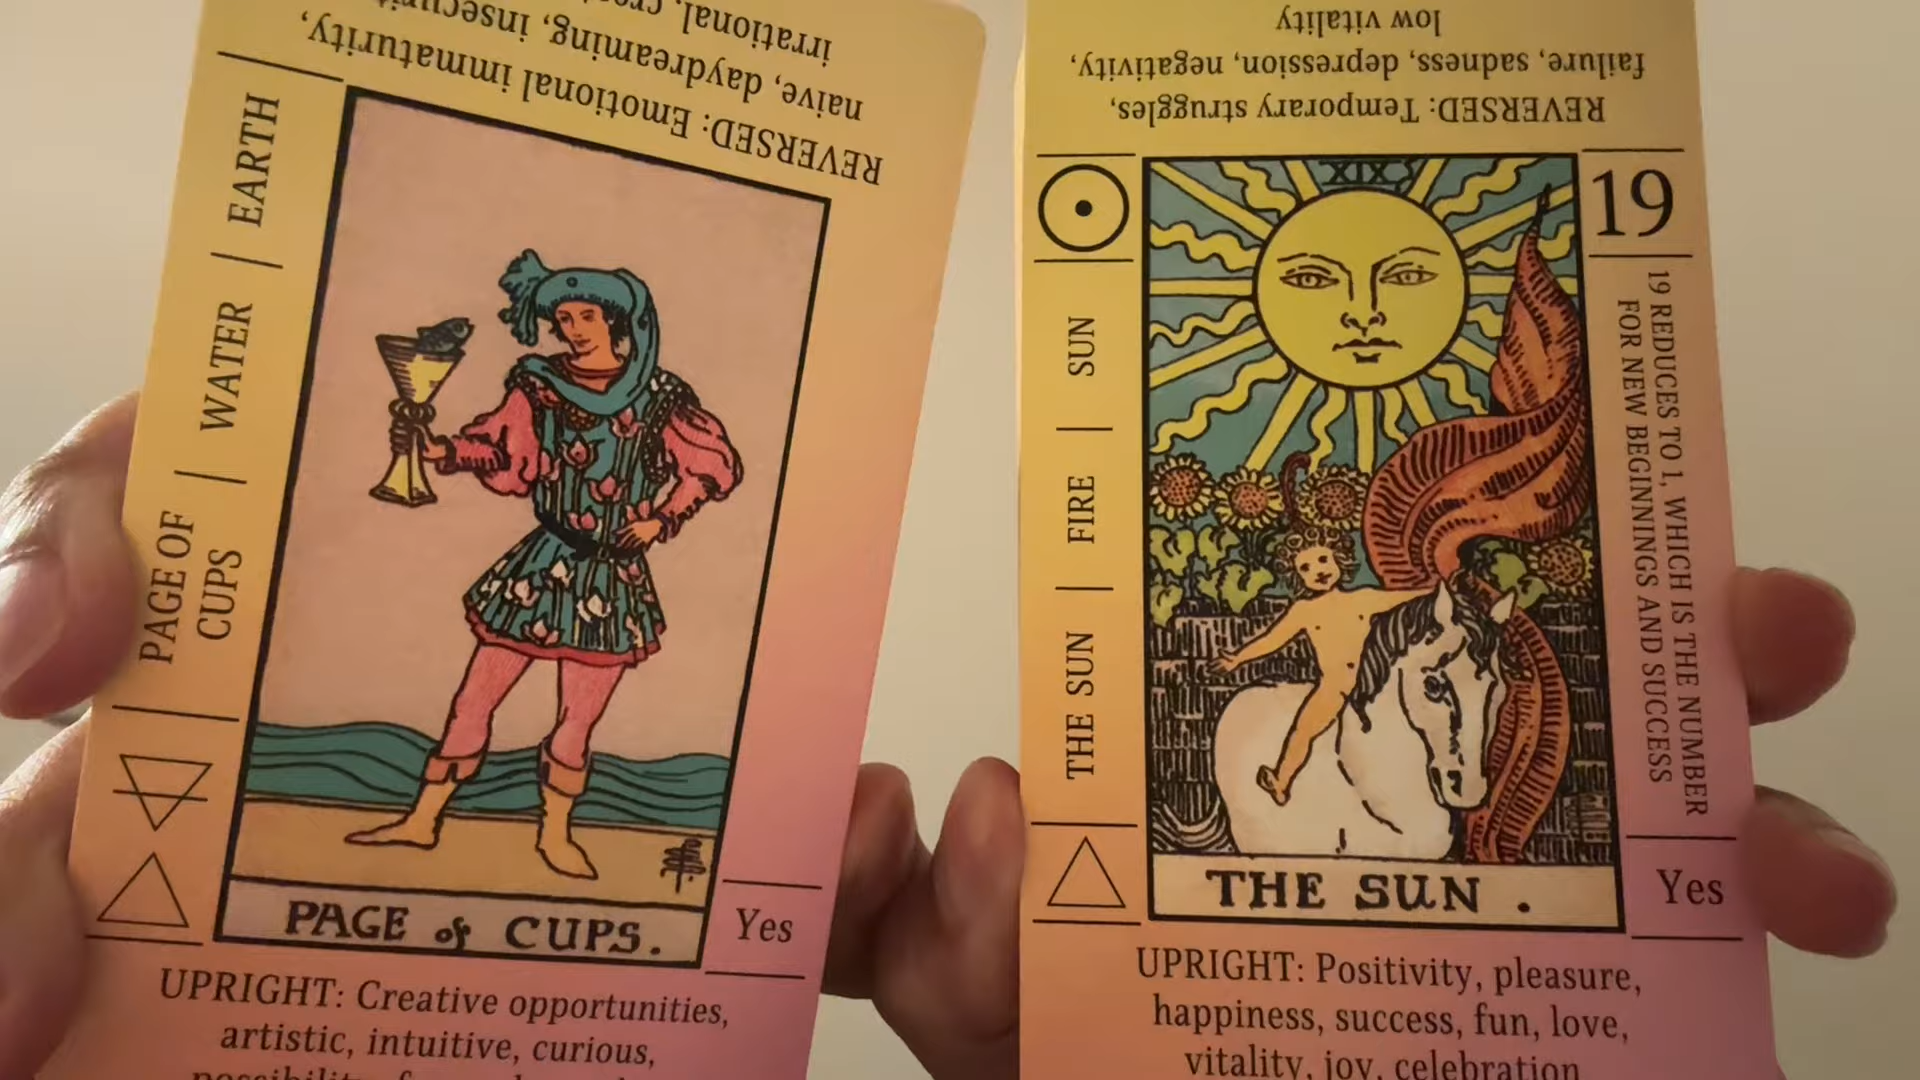 irrational, cre
naive, daydreaming, insecurit
REVERSED: Emotional immaturity
EARTH
WATER
PAGE OF
CUPS
PAGE of CUPS.
Yes
UPRIGHT: Creative opportunities,
artistic, intuitive, curious,
REVERSED: Temporary struggles,
failure, sadness, depression, negativity,
low vitality
XIX
19
SUN
FIRE
THE SUN
19 REDUCES TO 1, WHICH IS THE NUMBER
FOR NEW BEGINNINGS AND SUCCESS
THE SUN .
Yes
UPRIGHT: Positivity, pleasure,
happiness, success, fun, love,
vitality, joy, celebration